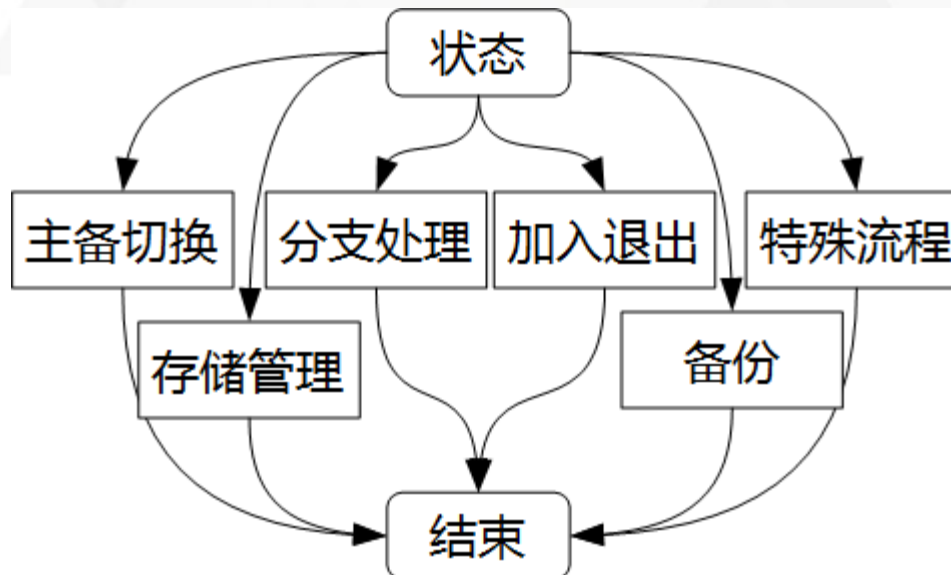 状态
主备切换
分支处理
加入退出
特殊流程
存储管理
备份
结束